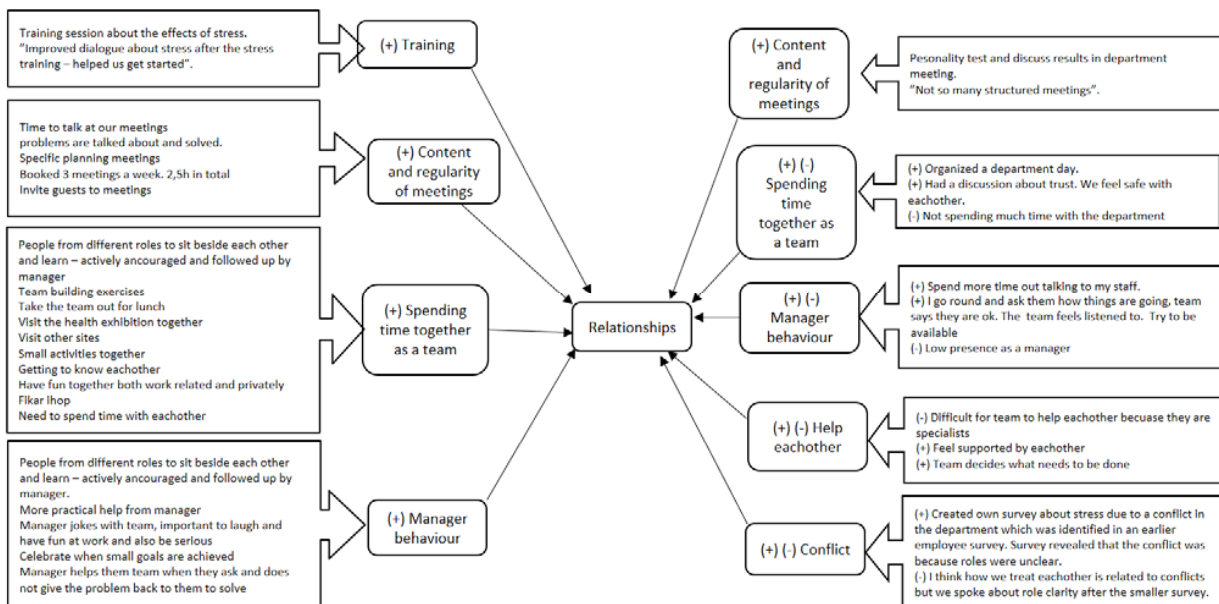 Training session about the effects of stress.
"Improved dialogue about stress after the stress
training – helped us get started".
(+) Training
Time to talk at our meetings
problems are talked about and solved.
Specific planning meetings
Booked 3 meetings a week. 2,5h in total
Invite guests to meetings
(+) Content
and regularity
of meetings
People from different roles to sit beside each other
and learn – actively ancouraged and followed up by
manager
Team building exercises
Take the team out for lunch
Visit the health exhibition together
Visit other sites
Small activities together
Getting to know eachother
Have fun together both work related and privately
Fikar ihop
Need to spend time with eachother
(+) Spending
time together
as a team
People from different roles to sit beside each other
and learn – actively ancouraged and followed up by
manager.
More practical help from manager
Manager jokes with team, important to laugh and
have fun at work and also be serious
Celebrate when small goals are achieved
Manager helps them team when they ask and does
not give the problem back to them to solve
(+) Manager
behaviour
Relationships
(+) Content
and
regularity of
meetings
Pesonality test and discuss results in department
meeting.
"Not so many structured meetings".
(+) (-)
Spending
time
together as
a team
(+) Organized a department day.
(+) Had a discussion about trust. We feel safe with
eachother.
(-) Not spending much time with the department
(+) (-)
Manager
behaviour
(+) Spend more time out talking to my staff.
(+) I go round and ask them how things are going, team
says they are ok. The team feels listened to. Try to be
available
(-) Low presence as a manager
(+) (-) Help
eachother
(-) Difficult for team to help eachother becuase they are
specialists
(+) Feel supported by eachother
(+) Team decides what needs to be done
(+) (-) Conflict
(+) Created own survey about stress due to a conflict in
the department which was identified in an earlier
employee survey. Survey revealed that the conflict was
because roles were unclear.
(-) I think how we treat eachother is related to conflicts
but we spoke about role clarity after the smaller survey.